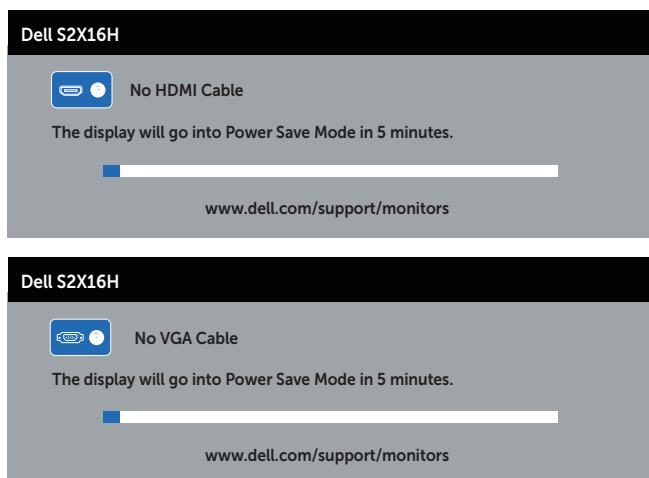 Dell S2X16H
No HDMI Cable
The display will go into Power Save Mode in 5 minutes.
www.dell.com/support/monitors
Dell S2X16H
No VGA Cable
The display will go into Power Save Mode in 5 minutes.
www.dell.com/support/monitors